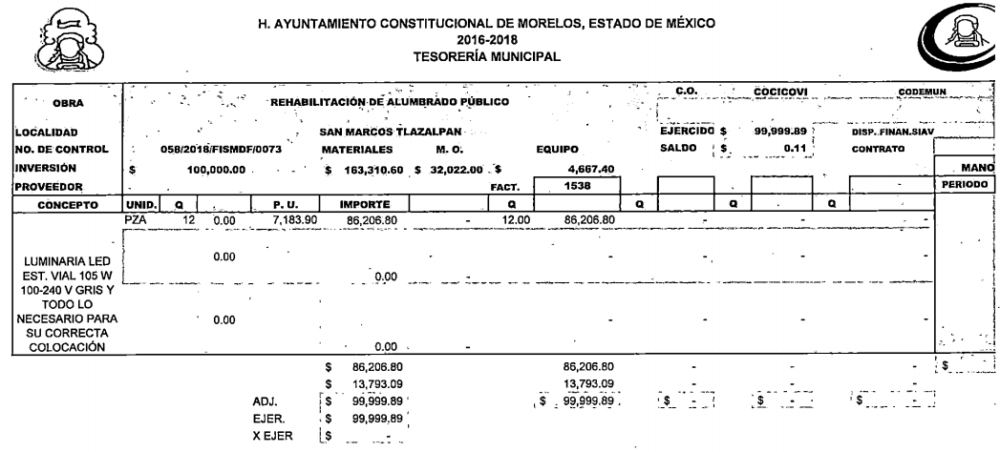 H. AYUNTAMIENTO CONSTITUCIONAL DE MORELOS, ESTADO DE MÉXICO
2016-2018
TESORERÍA MUNICIPAL
OBRA REHABILITACIÓN DE ALUMBRADO PÚBLICO C.O. COCICOVI CODEMUN
LOCALIDAD SAN MARCOS TLAZALPAN EJERCIDO $ 99,999.89 DISP..FINAN.SIAV
NO. DE CONTROL 058/2018/FISMDF/0073 MATERIALES M. O. EQUIPO SALDO $ 0.11 CONTRATO
INVERSIÓN $ 100,000.00 $ 163,310.60 $ 32,022.00 $ 4,667.40 MANO
PROVEEDOR FACT. 1538 PERIODO
CONCEPTO UNID. Q P. U. IMPORTE Q Q Q Q
PZA 12 0.00 7,183.90 86,206.80 - 12.00 86,206.80 - - -
0.00 - - - -
0.00 -
LUMINARIA LED
EST. VIAL 105 W
100-240 V GRIS Y
TODO LO
NECESARIO PARA
SU CORRECTA
COLOCACIÓN
0.00 - - - -
0.00 -
$ 86,206.80 86,206.80 - - - $
$ 13,793.09 13,793.09 - - -
ADJ. $ 99,999.89 $ 99,999.89 $ - $ - $ -
EJER. $ 99,999.89
X EJER $ -